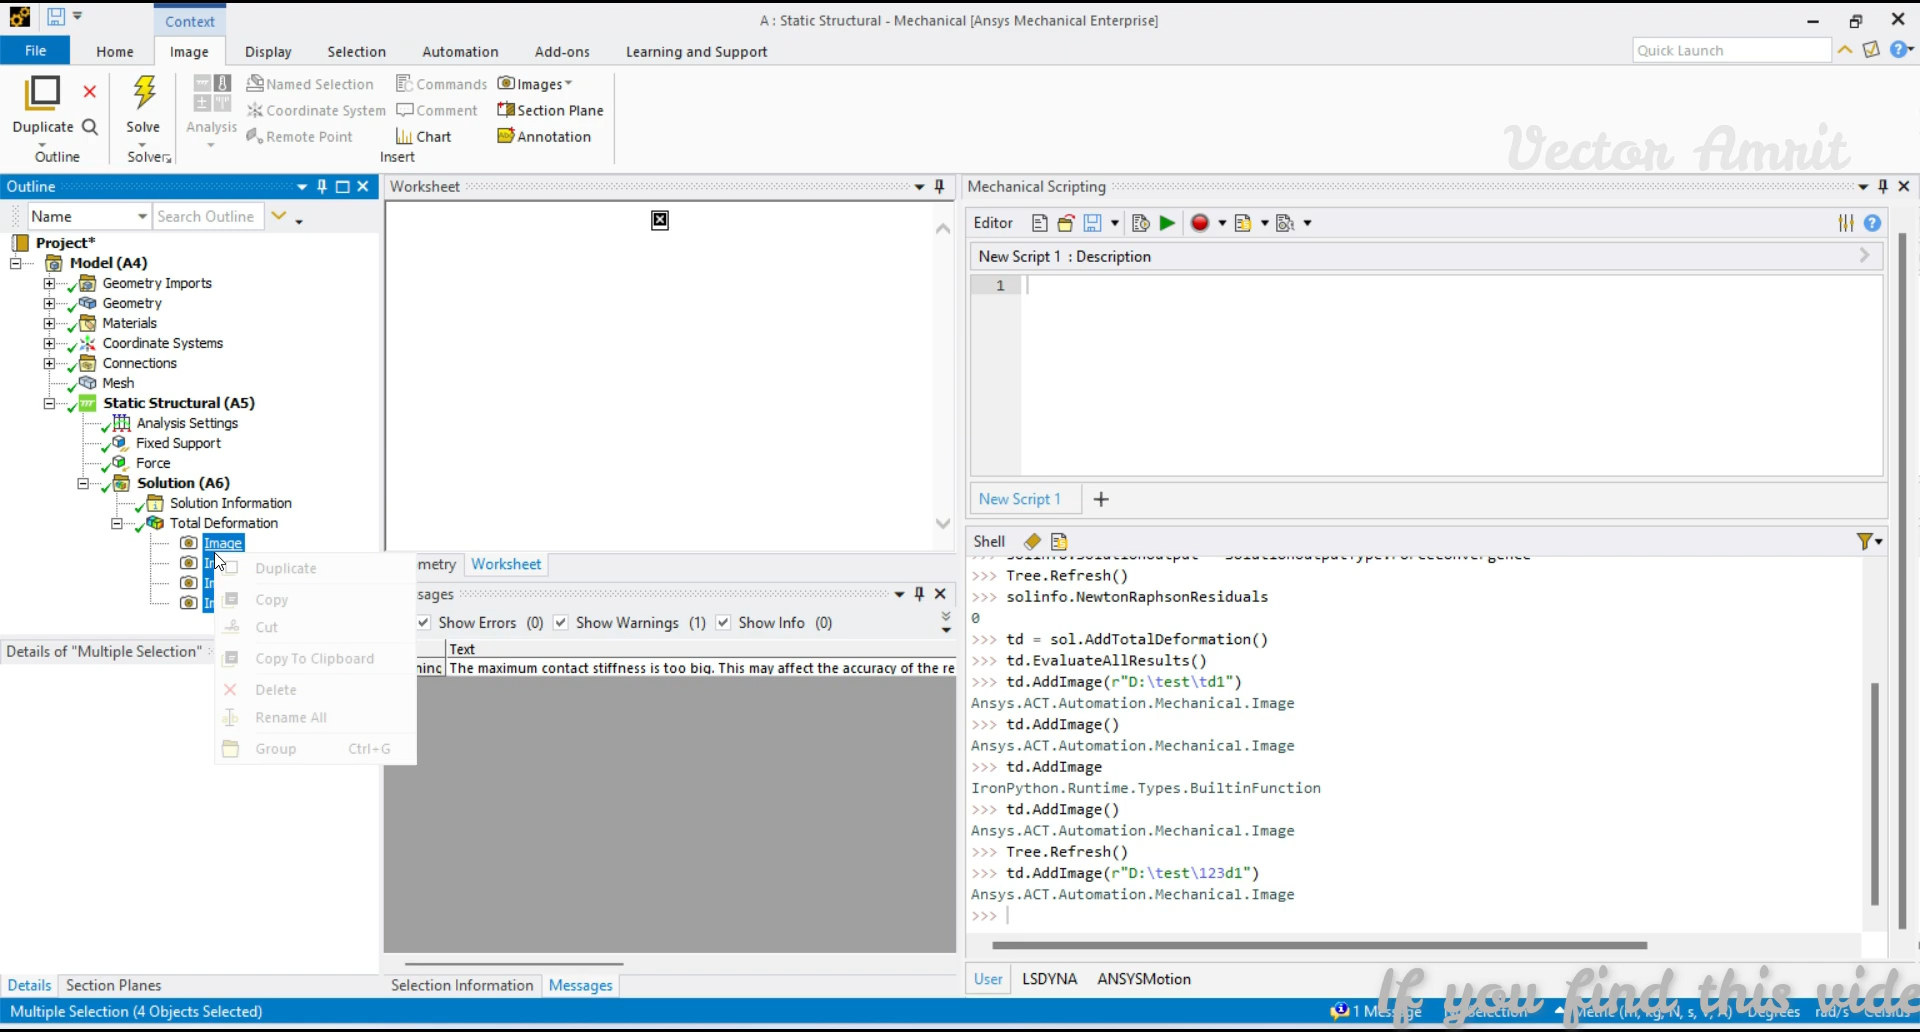 Context
A : Static Structural - Mechanical [Ansys Mechanical Enterprise]
File Home Image Display Selection Automation Add-ons Learning and Support
Quick Launch
Duplicate
Outline
Solve
Solver
Analysis
Named Selection
Coordinate System
Remote Point
Commands
Comment
Chart
Images
Section Plane
Annotation
Insert
Vector Amrit
Outline
Name
Search Outline
Project*
Model (A4)
Geometry Imports
Geometry
Materials
Coordinate Systems
Connections
Mesh
Static Structural (A5)
Analysis Settings
Fixed Support
Force
Solution (A6)
Solution Information
Total Deformation
Image
Duplicate
Copy
Cut
Copy To Clipboard
Delete
Rename All
Group Ctrl+G
Details of "Multiple Selection"
Details Section Planes
Worksheet
Worksheet
Show Errors (0) Show Warnings (1) Show Info (0)
Text
The maximum contact stiffness is too big. This may affect the accuracy of the re
Selection Information Messages
Mechanical Scripting
Editor
New Script 1 : Description
1
New Script 1 +
Shell
>>> Tree.Refresh()
>>> solinfo.NewtonRaphsonResiduals
0
>>> td = sol.AddTotalDeformation()
>>> td.EvaluateAllResults()
>>> td.AddImage(r"D:\test\td1")
Ansys.ACT.Automation.Mechanical.Image
>>> td.AddImage()
Ansys.ACT.Automation.Mechanical.Image
>>> td.AddImage
IronPython.Runtime.Types.BuiltinFunction
>>> td.AddImage()
Ansys.ACT.Automation.Mechanical.Image
>>> Tree.Refresh()
>>> td.AddImage(r"D:\test\123d1")
Ansys.ACT.Automation.Mechanical.Image
>>>
User LSDYNA ANSYSMotion
If you find this vide
Multiple Selection (4 Objects Selected)
1 Message